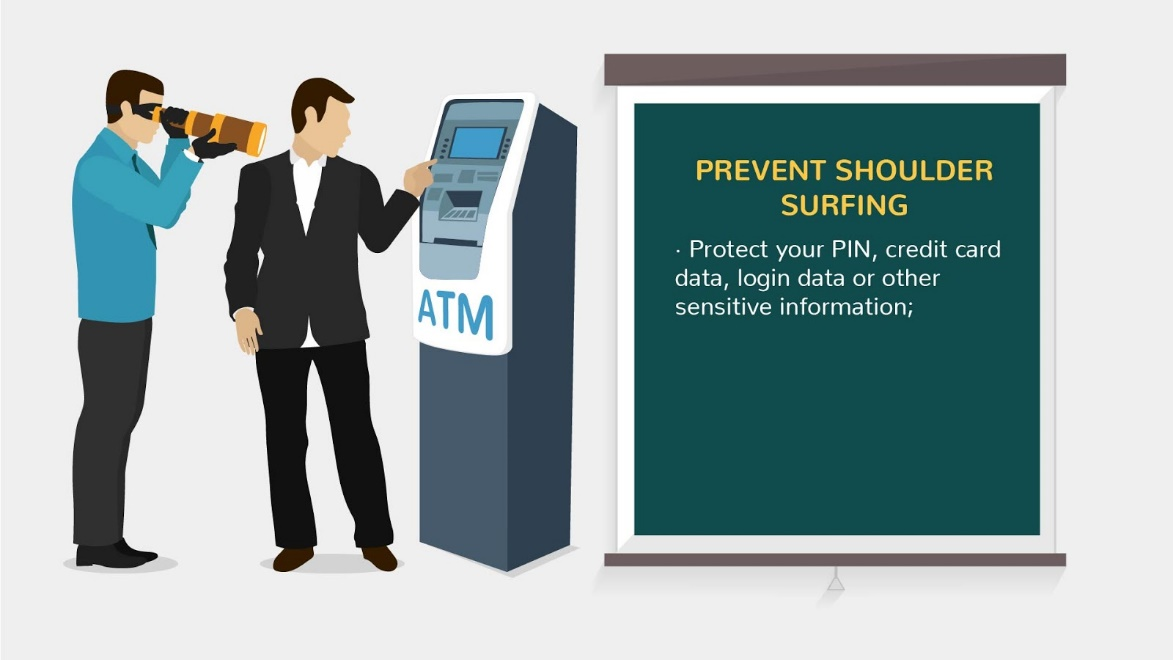 ATM
PREVENT SHOULDER
SURFING
· Protect your PIN, credit card
data, login data or other
sensitive information;